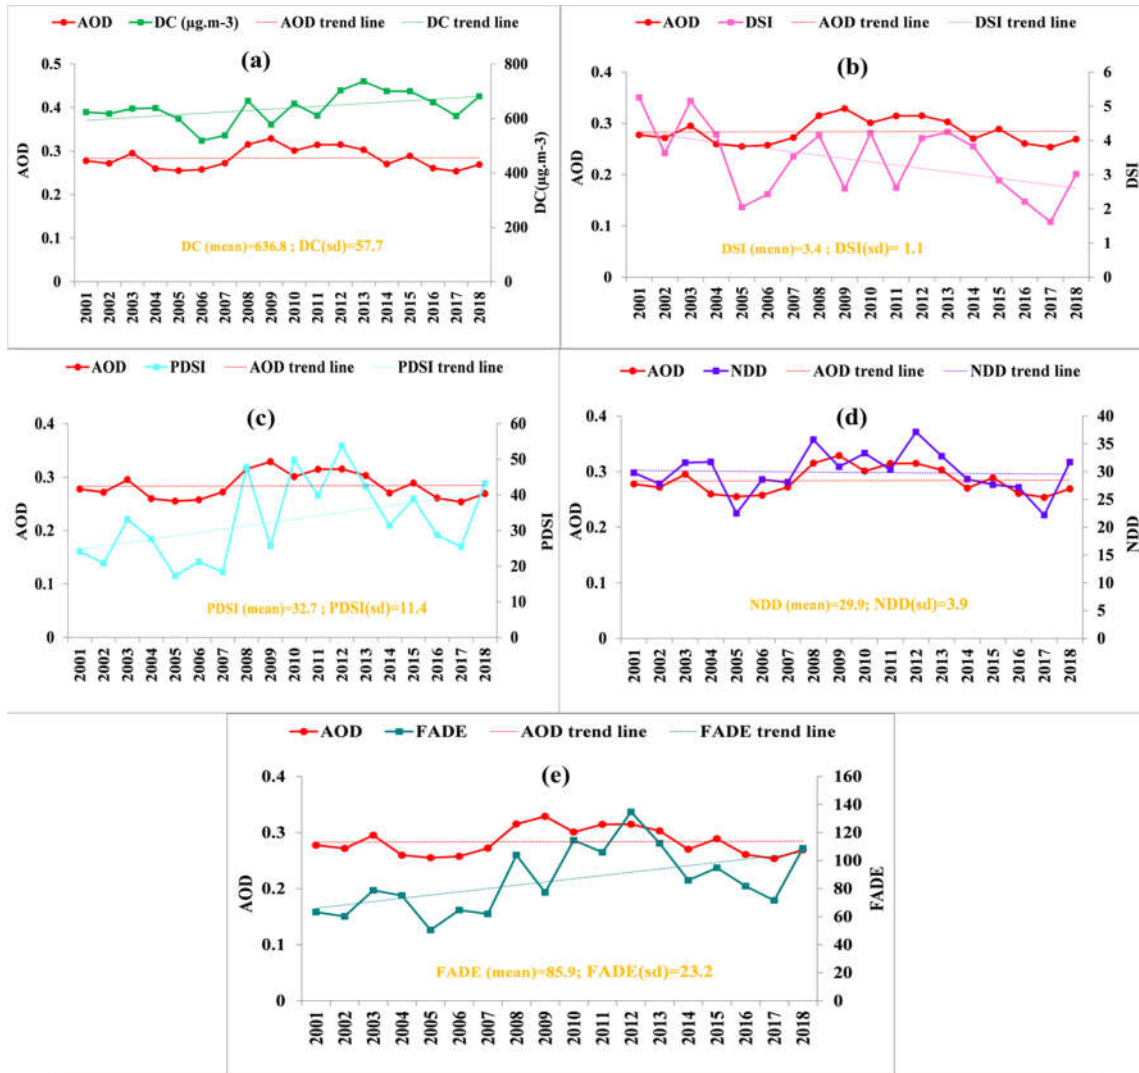 AOD DC (µg.m-3) AOD trend line DC trend line
(a)
0.5
0.4
0.3
0.2
0.1
0
AOD
800
600
400
200
0
DC(µg.m-3)
DC (mean)=636.8 ; DC(sd)=57.7
2001 2002 2003 2004 2005 2006 2007 2008 2009 2010 2011 2012 2013 2014 2015 2016 2017 2018
AOD DSI AOD trend line DSI trend line
(b)
0.4
0.3
0.2
0.1
0
AOD
6
5
4
3
2
1
0
DSI
DSI (mean)=3.4 ; DSI(sd)= 1.1
2001 2002 2003 2004 2005 2006 2007 2008 2009 2010 2011 2012 2013 2014 2015 2016 2017 2018
AOD PDSI AOD trend line PDSI trend line
(c)
0.4
0.3
0.2
0.1
0
AOD
60
50
40
30
20
10
0
PDSI
PDSI (mean)=32.7 ; PDSI(sd)=11.4
2001 2002 2003 2004 2005 2006 2007 2008 2009 2010 2011 2012 2013 2014 2015 2016 2017 2018
AOD NDD AOD trend line NDD trend line
(d)
0.4
0.3
0.2
0.1
0
AOD
40
35
30
25
20
15
10
5
0
NDD
NDD (mean)=29.9; NDD(sd)=3.9
2001 2002 2003 2004 2005 2006 2007 2008 2009 2010 2011 2012 2013 2014 2015 2016 2017 2018
AOD FADE AOD trend line FADE trend line
(e)
0.4
0.3
0.2
0.1
0
AOD
160
140
120
100
80
60
40
20
0
FADE
FADE (mean)=85.9; FADE(sd)=23.2
2001 2002 2003 2004 2005 2006 2007 2008 2009 2010 2011 2012 2013 2014 2015 2016 2017 2018